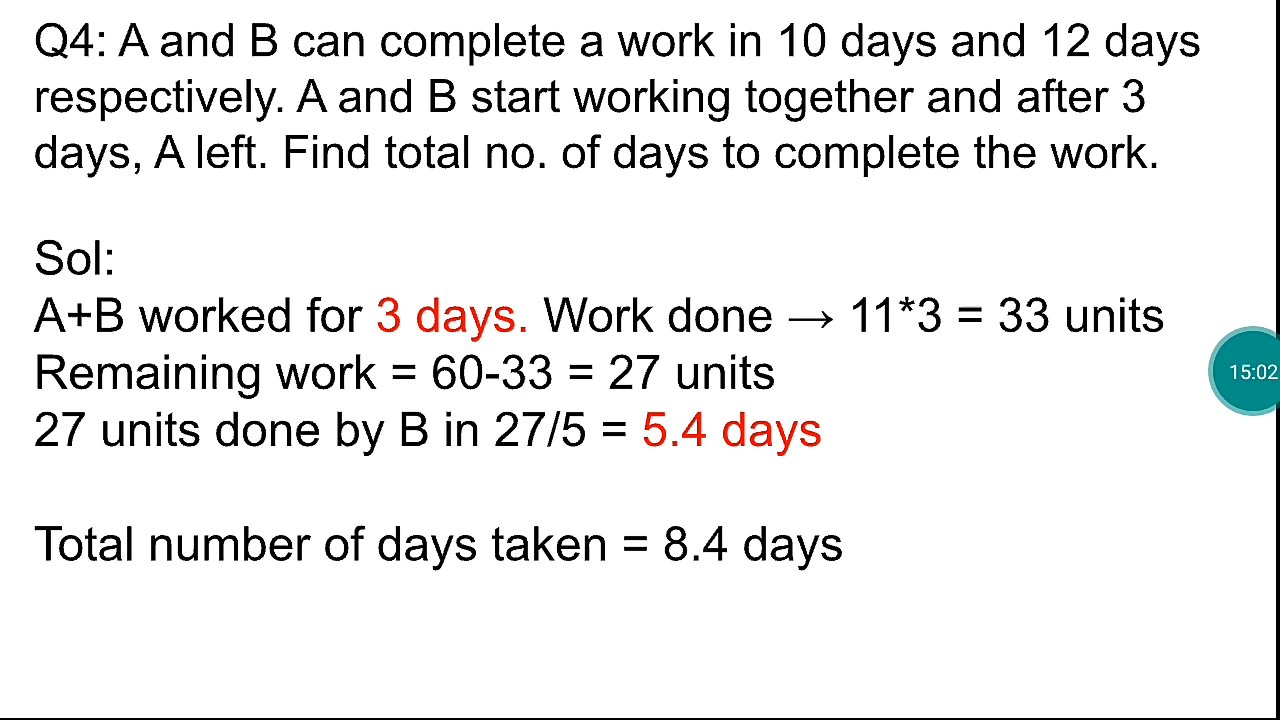 Q4: A and B can complete a work in 10 days and 12 days
respectively. A and B start working together and after 3
days, A left. Find total no. of days to complete the work.
Sol:
A+B worked for 3 days. Work done → 11*3 = 33 units
Remaining work = 60-33 = 27 units
15:02
27 units done by B in 27/5 = 5.4 days
Total number of days taken = 8.4 days